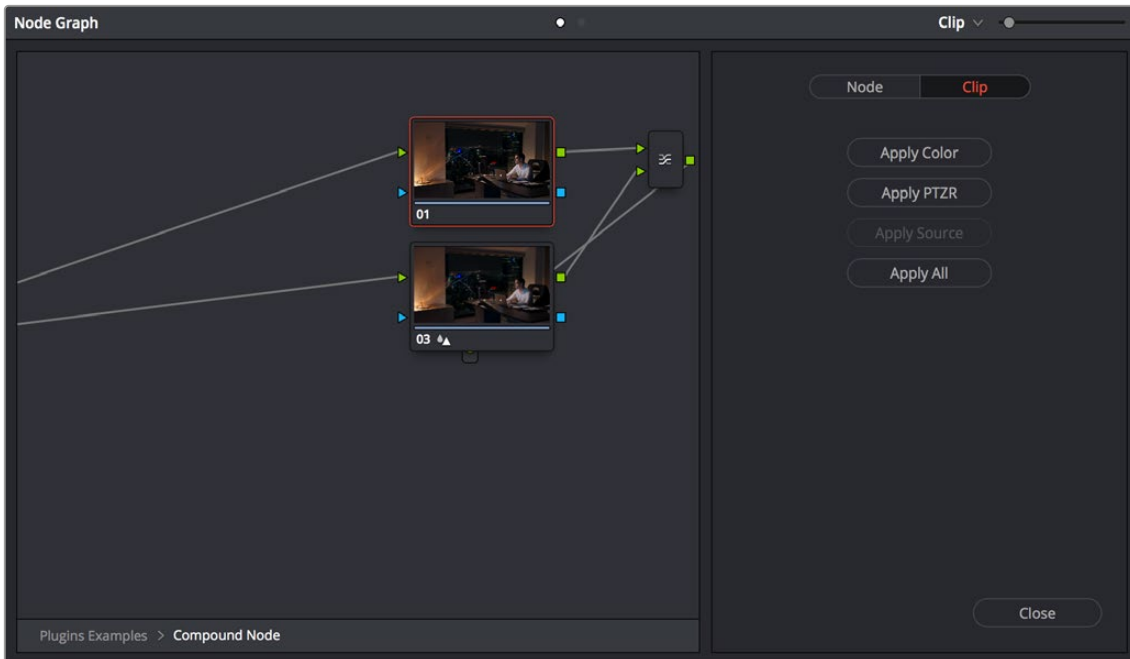 Node Graph
Clip
Node
Clip
Apply Color
Apply PTZR
Apply Source
Apply All
01
03
Close
Plugins Examples > Compound Node